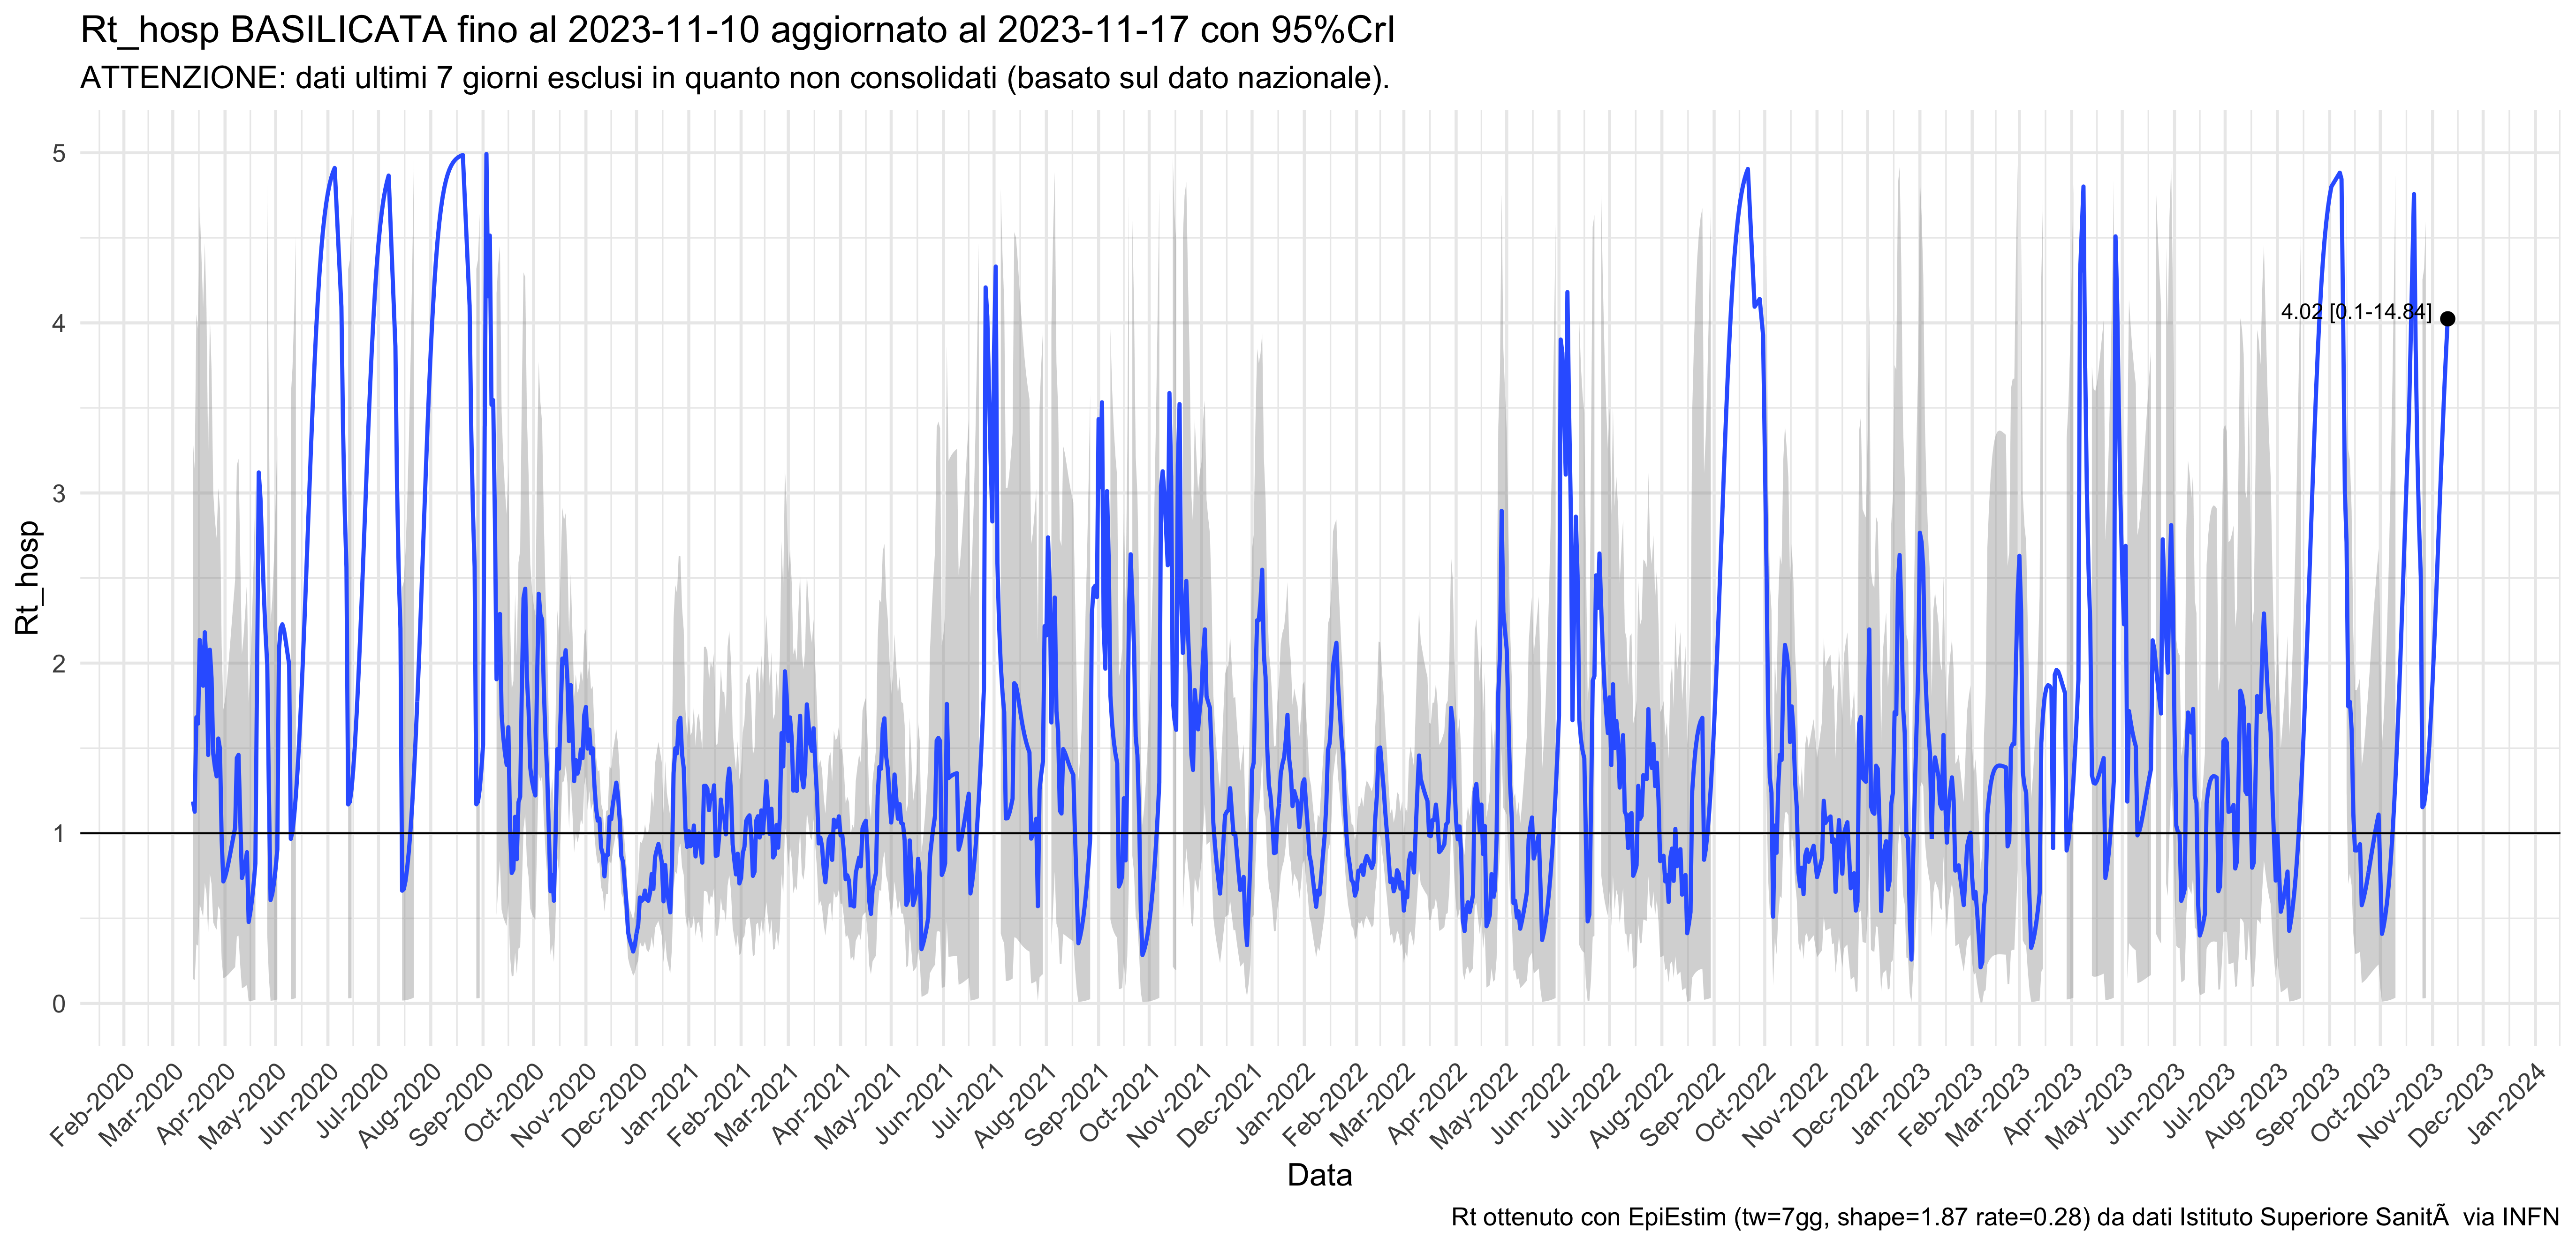 Rt_hosp BASILICATA fino al 2023-11-10 aggiornato al 2023-11-17 con 95%CrI
ATTENZIONE: dati ultimi 7 giorni esclusi in quanto non consolidati (basato sul dato nazionale).
5
4
3
2
1
0
Rt_hosp
4.02 [0.1-14.84]
Feb-2020
Mar-2020
Apr-2020
May-2020
Jun-2020
Jul-2020
Aug-2020
Sep-2020
Oct-2020
Nov-2020
Dec-2020
Jan-2021
Feb-2021
Mar-2021
Apr-2021
May-2021
Jun-2021
Jul-2021
Aug-2021
Sep-2021
Oct-2021
Nov-2021
Dec-2021
Jan-2022
Feb-2022
Mar-2022
Apr-2022
May-2022
Jun-2022
Jul-2022
Aug-2022
Sep-2022
Oct-2022
Nov-2022
Dec-2022
Jan-2023
Feb-2023
Mar-2023
Apr-2023
May-2023
Jun-2023
Jul-2023
Aug-2023
Sep-2023
Oct-2023
Nov-2023
Dec-2023
Jan-2024
Data
Rt ottenuto con EpiEstim (tw=7gg, shape=1.87 rate=0.28) da dati Istituto Superiore SanitÃ  via INFN